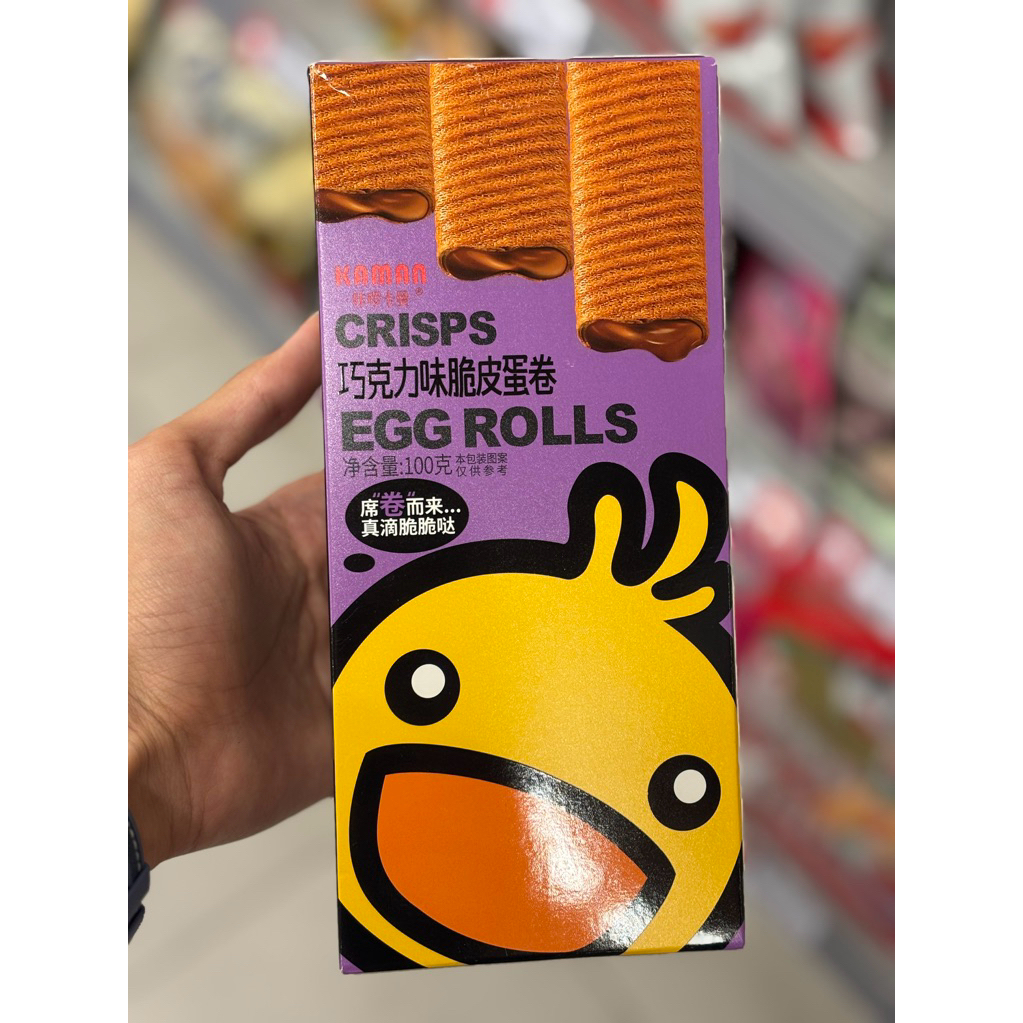 KAMAN
®
CRISPS
巧克力味脆皮蛋卷
EGG ROLLS
净含量:100克
本包装图案
仅供参考
席"卷"而来...
真滴脆脆哒